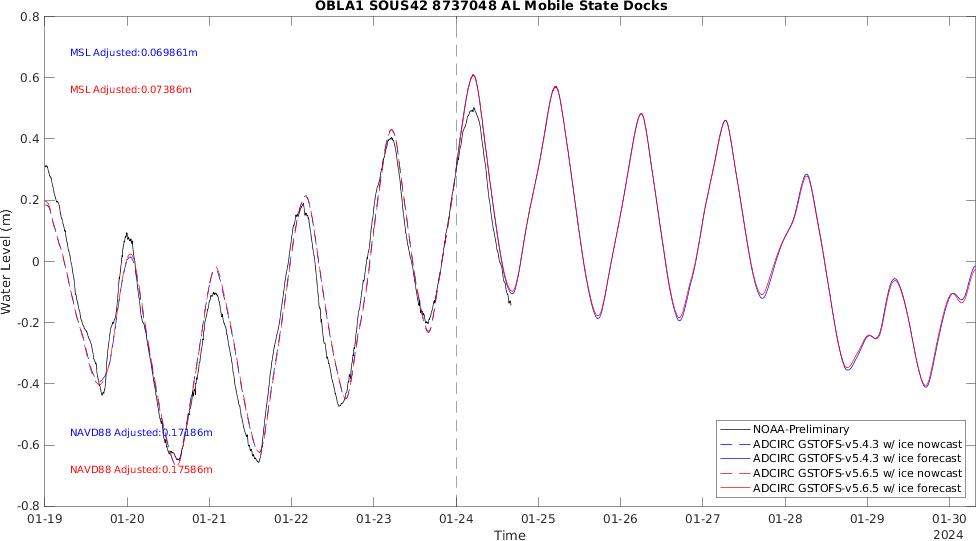 OBLA1 SOUS42 8737048 AL Mobile State Docks
0.8
0.6
0.4
0.2
0
-0.2
-0.4
-0.6
-0.8
Water Level (m)
MSL Adjusted:0.069861m
MSL Adjusted:0.07386m
NAVD88 Adjusted:0.17186m
NAVD88 Adjusted:0.17586m
NOAA-Preliminary
ADCIRC GSTOFS-v5.4.3 w/ ice nowcast
ADCIRC GSTOFS-v5.4.3 w/ ice forecast
ADCIRC GSTOFS-v5.6.5 w/ ice nowcast
ADCIRC GSTOFS-v5.6.5 w/ ice forecast
01-19 01-20 01-21 01-22 01-23 01-24 01-25 01-26 01-27 01-28 01-29 01-30
Time
2024